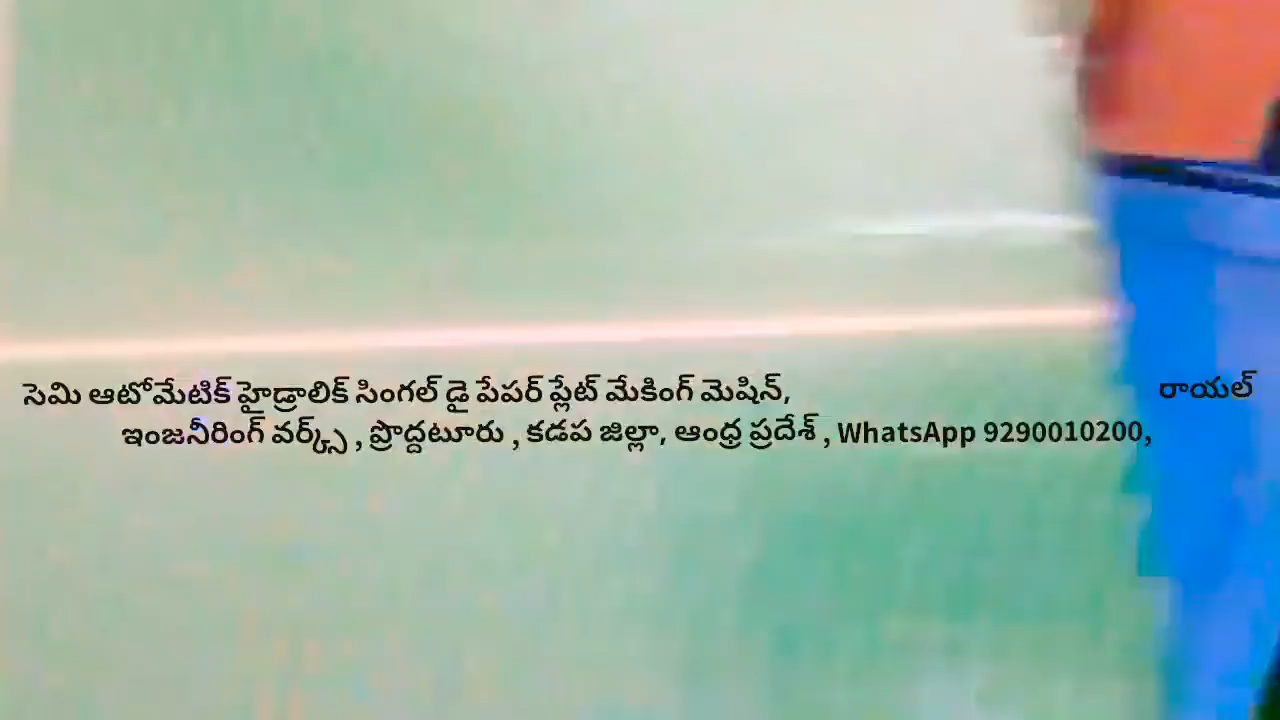 సెమి ఆటోమేటిక్ హైడ్రాలిక్ సింగల్ డై పేపర్ ప్లేట్ మేకింగ్ మెషిన్, రాయల్
ఇంజనీరింగ్ వర్క్స్ , ప్రొద్దటూరు , కడప జిల్లా, ఆంధ్ర ప్రదేశ్ , WhatsApp 9290010200,